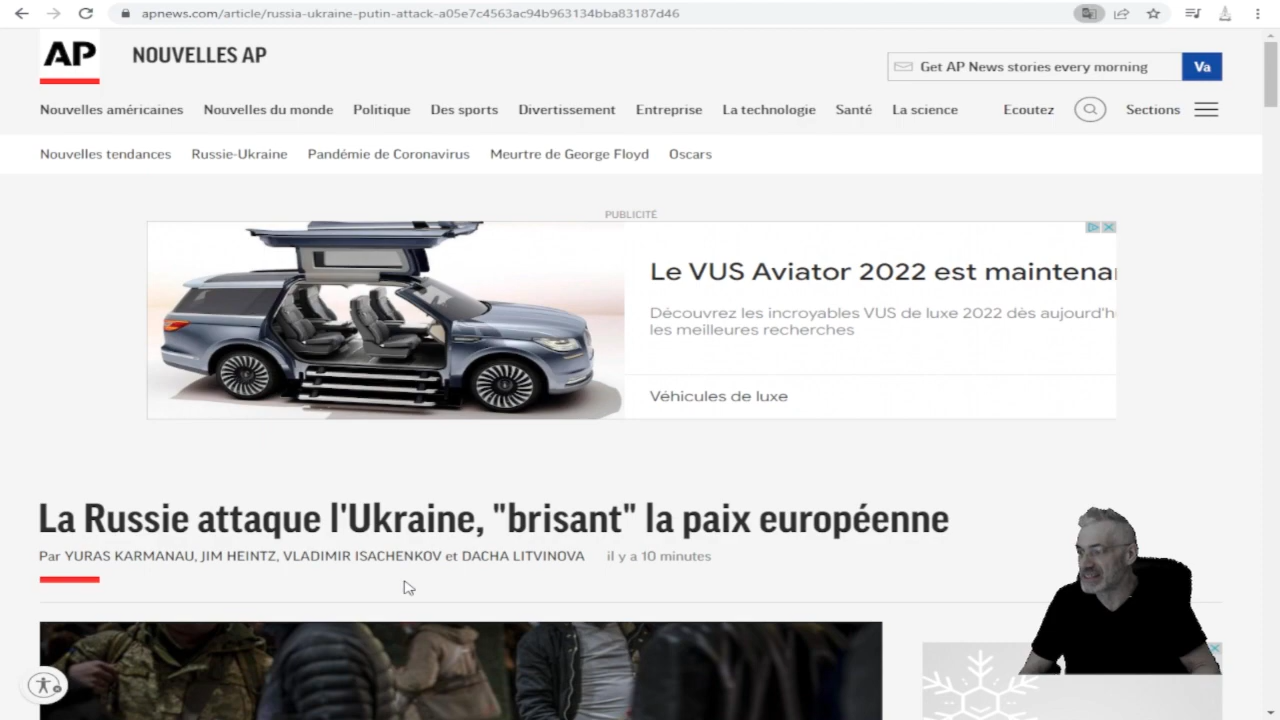 apnews.com/article/russia-ukraine-putin-attack-a05e7c4563ac94b963134bba83187d46
AP
NOUVELLES AP
Get AP News stories every morning
Va
Nouvelles américaines Nouvelles du monde Politique Des sports Divertissement Entreprise La technologie Santé La science Ecoutez Sections
Nouvelles tendances Russie-Ukraine Pandémie de Coronavirus Meurtre de George Floyd Oscars
PUBLICITÉ
Le VUS Aviator 2022 est maintena
Découvrez les incroyables VUS de luxe 2022 dès aujourd'h
les meilleures recherches
Véhicules de luxe
La Russie attaque l'Ukraine, "brisant" la paix européenne
Par YURAS KARMANAU, JIM HEINTZ, VLADIMIR ISACHENKOV et DACHA LITVINOVA il y a 10 minutes